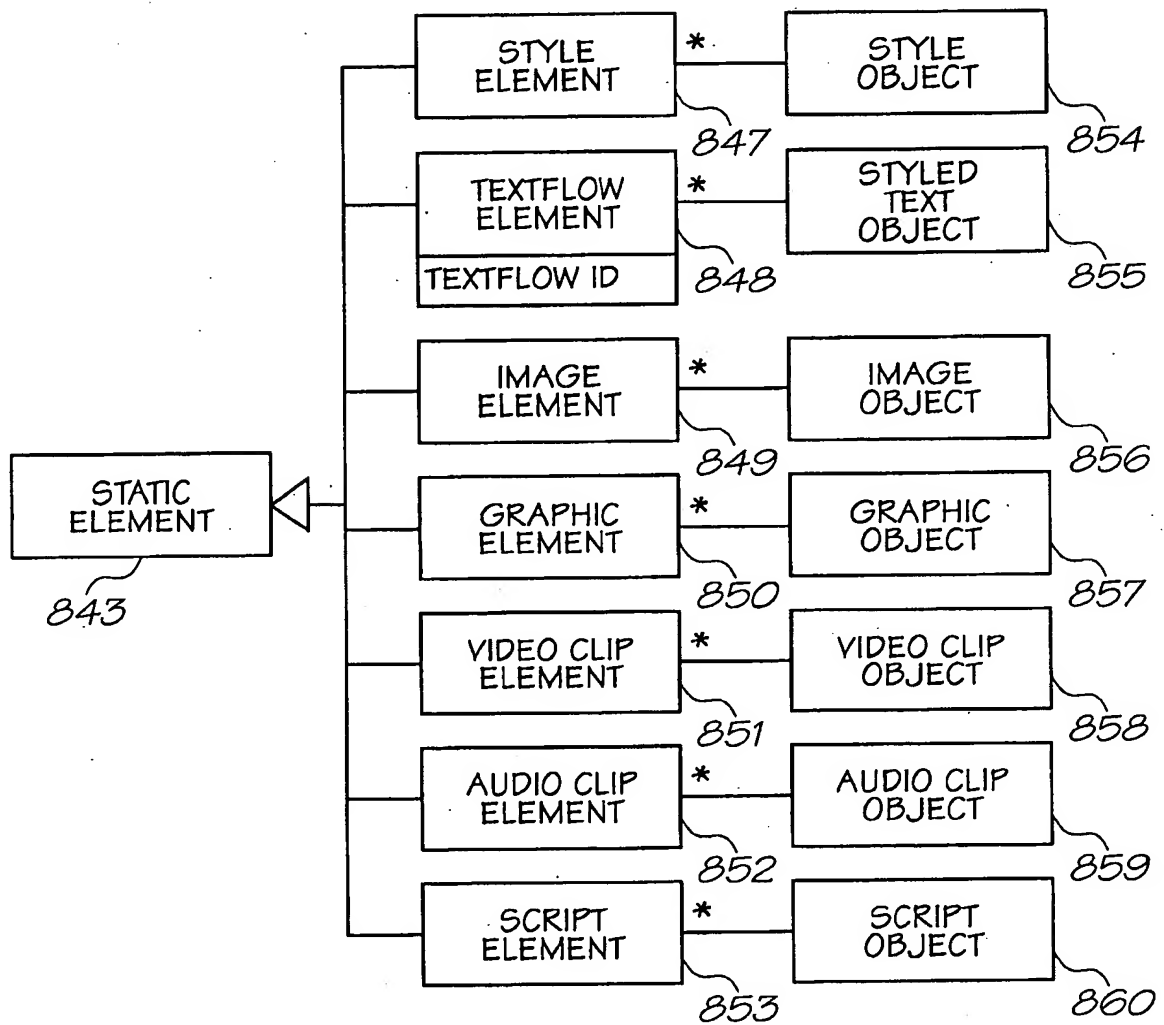 STYLE
ELEMENT
*
847
STYLE
OBJECT
854
TEXTFLOW
ELEMENT
TEXTFLOW ID
*
848
STYLED
TEXT
OBJECT
855
IMAGE
ELEMENT
*
849
IMAGE
OBJECT
856
STATIC
ELEMENT
843
GRAPHIC
ELEMENT
*
850
GRAPHIC
OBJECT
857
VIDEO CLIP
ELEMENT
*
851
VIDEO CLIP
OBJECT
858
AUDIO CLIP
ELEMENT
*
852
AUDIO CLIP
OBJECT
859
SCRIPT
ELEMENT
*
853
SCRIPT
OBJECT
860